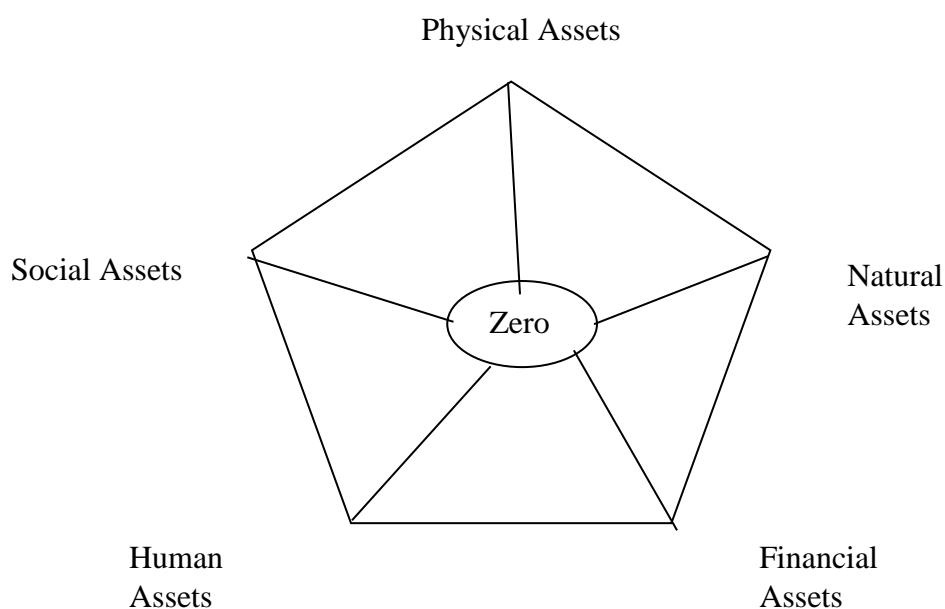 Physical Assets
Social Assets
Natural
Assets
Zero
Human
Assets
Financial
Assets